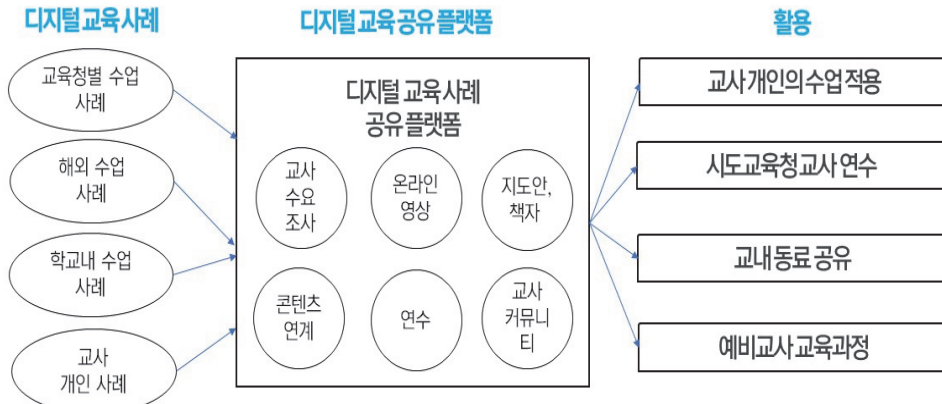 디지털 교육 사례
교육청별 수업
사례
해외 수업
사례
학교내 수업
사례
교사
개인 사례
디지털 교육 공유 플랫폼
디지털 교육 사례
공유 플랫폼
교사
수요
조사
온라인
영상
지도안,
책자
콘텐츠
연계
연수
교사
커뮤니
티
활용
교사 개인의 수업 적용
시도교육청 교사 연수
교내 동료 공유
예비교사 교육과정